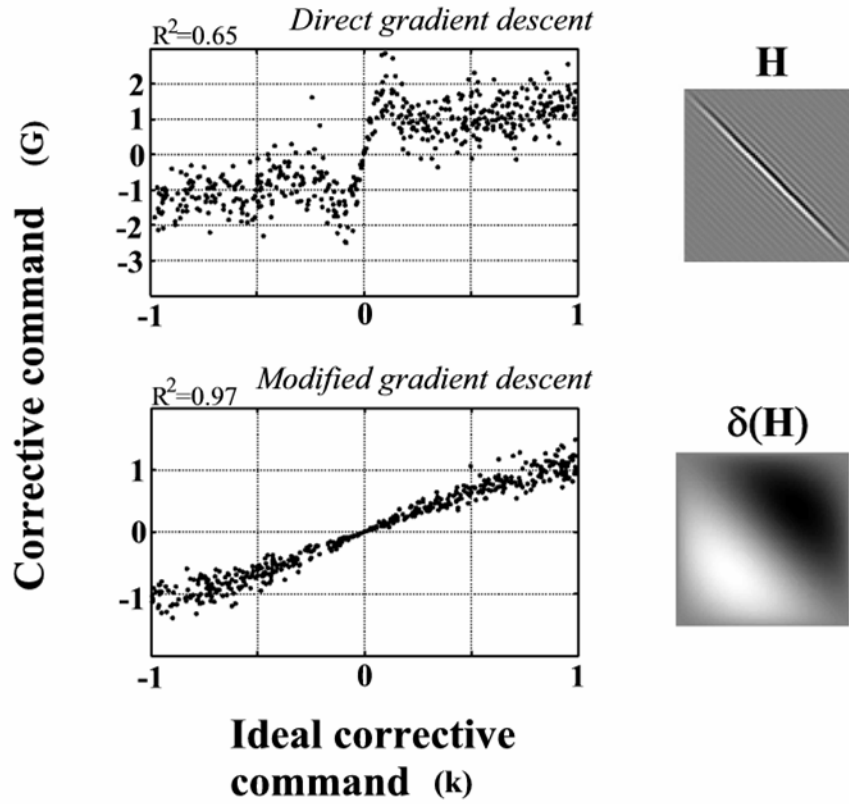 Direct gradient descent
R²=0.65
2
1
0
-1
-2
-3
-1 0 1
H
Modified gradient descent
R²=0.97
1
0
-1
-1 0 1
δ(H)
Corrective command (G)
Ideal corrective
command (k)